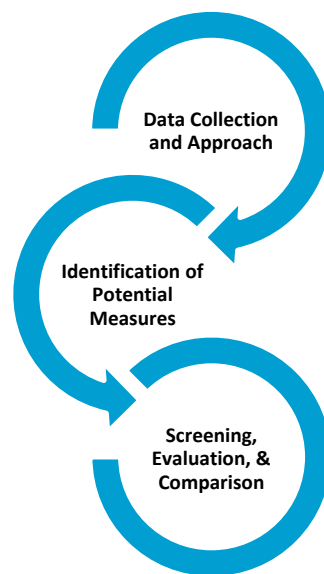 Data Collection
and Approach
Identification of
Potential
Measures
Screening,
Evaluation, &
Comparison